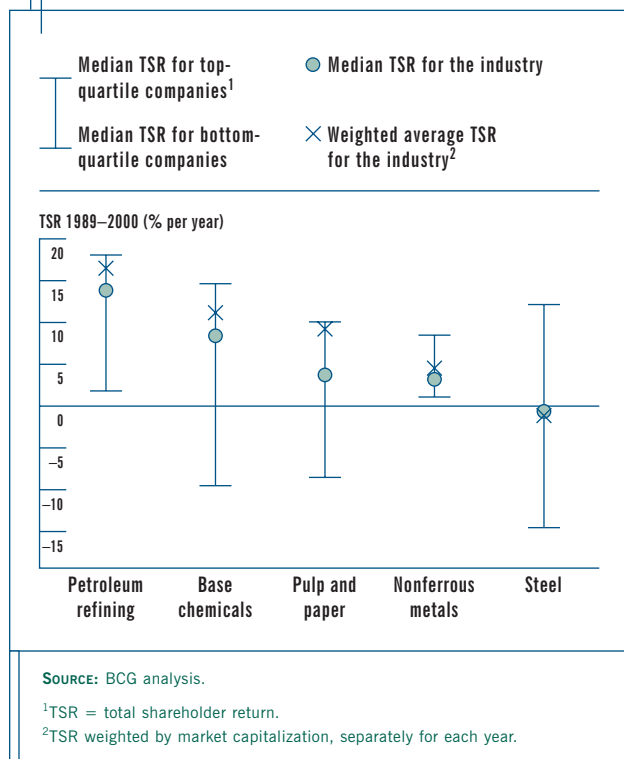 Median TSR for top-
quartile companies1
Median TSR for bottom-
quartile companies
Median TSR for the industry
Weighted average TSR
for the industry2
TSR 1989–2000 (% per year)
20
15
10
5
0
–5
–10
–15
Petroleum
refining
Base
chemicals
Pulp and
paper
Nonferrous
metals
Steel
SOURCE: BCG analysis.
1TSR = total shareholder return.
2TSR weighted by market capitalization, separately for each year.